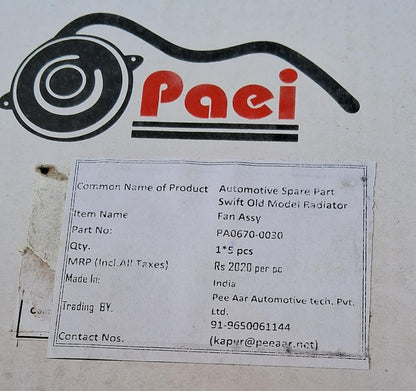 Paei
Common Name of Product Automotive Spare Part
Swift Old Model Radiator
Item Name Fan Assy
Part No: PA0670-0030
Qty. 1*5 pcs
MRP (Incl.All Taxes) Rs 2020 per pc
Made In: India
Pee Aar Automotive tech. Pvt.
Trading BY. Ltd.
91-9650061144
Contact Nos. (kapur@peeaar.net)